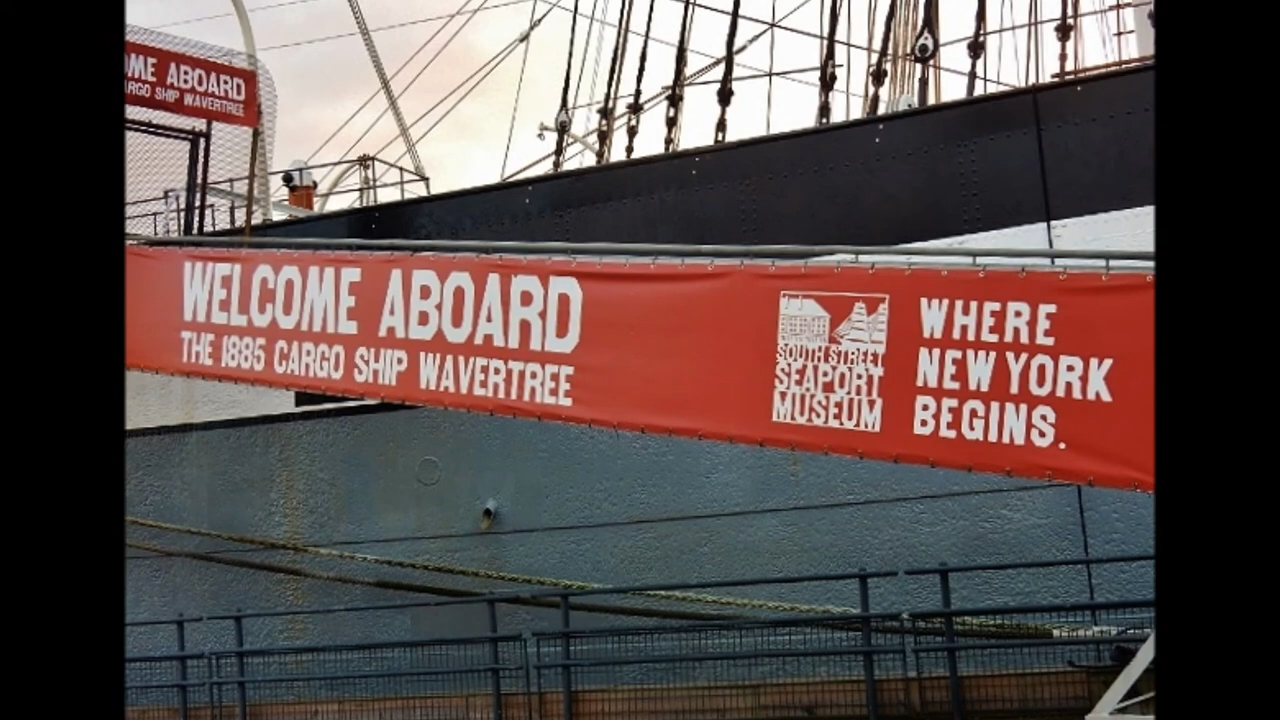 OME ABOARD
ARGO SHIP WAVERTREE
WELCOME ABOARD
THE 1885 CARGO SHIP WAVERTREE
SOUTH STREET
SEAPORT
MUSEUM
WHERE
NEW YORK
BEGINS.